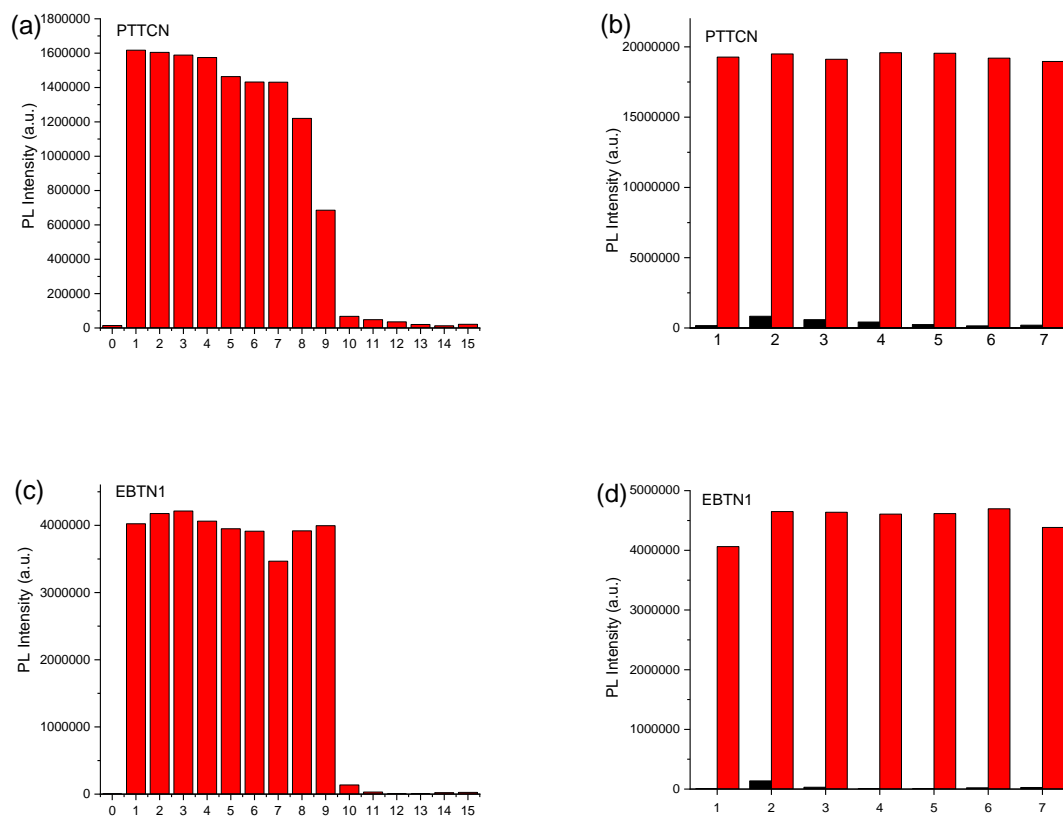 (a)
PTTCN
PL Intensity (a.u.)
1800000
1600000
1400000
1200000
1000000
800000
600000
400000
200000
0
0 1 2 3 4 5 6 7 8 9 10 11 12 13 14 15
(b)
PTTCN
PL Intensity (a.u.)
20000000
15000000
10000000
5000000
0
1 2 3 4 5 6 7
(c)
EBTN1
PL Intensity (a.u.)
4000000
3000000
2000000
1000000
0
0 1 2 3 4 5 6 7 8 9 10 11 12 13 14 15
(d)
EBTN1
PL Intensity (a.u.)
5000000
4000000
3000000
2000000
1000000
0
1 2 3 4 5 6 7